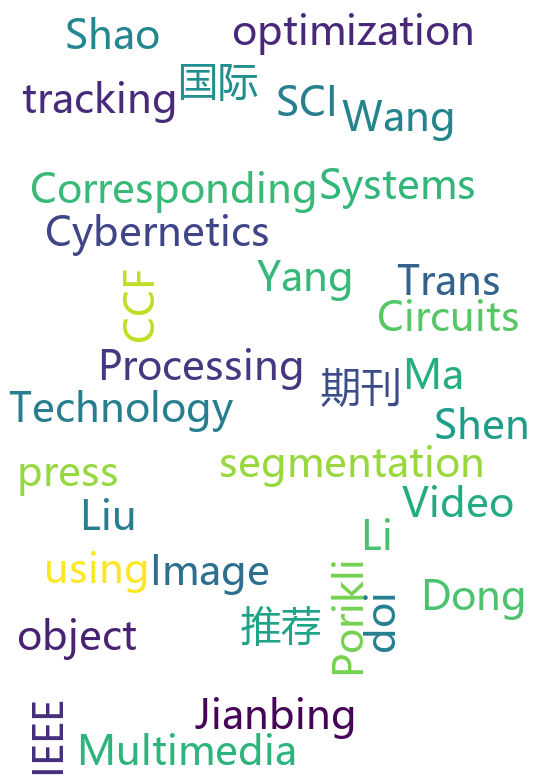 Shao
optimization
tracking
国际
SCI
Wang
Corresponding
Systems
Cybernetics
Yang
Trans
CCF
Circuits
Processing
期刊
Ma
Technology
Shen
press
segmentation
Video
Liu
Li
using
Image
Porikli
doi
Dong
object
推荐
IEEE
Jianbing
Multimedia